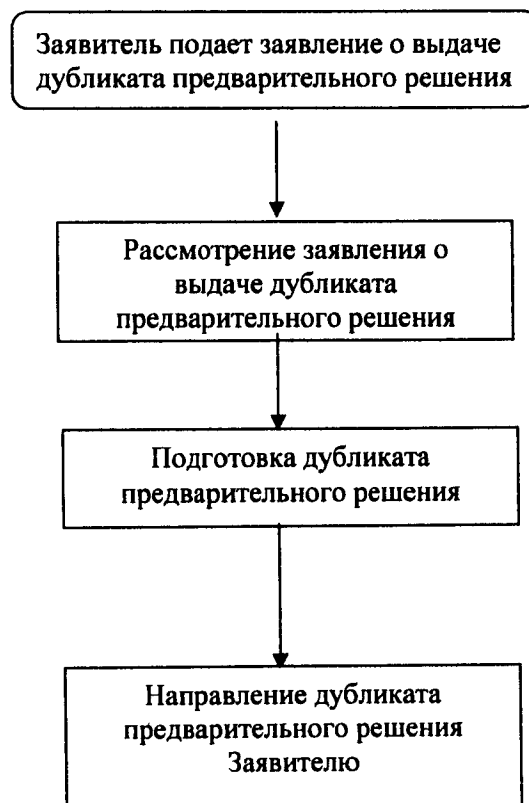 Заявитель подает заявление о выдаче
дубликата предварительного решения
Рассмотрение заявления о
выдаче дубликата
предварительного решения
Подготовка дубликата
предварительного решения
Направление дубликата
предварительного решения
Заявителю